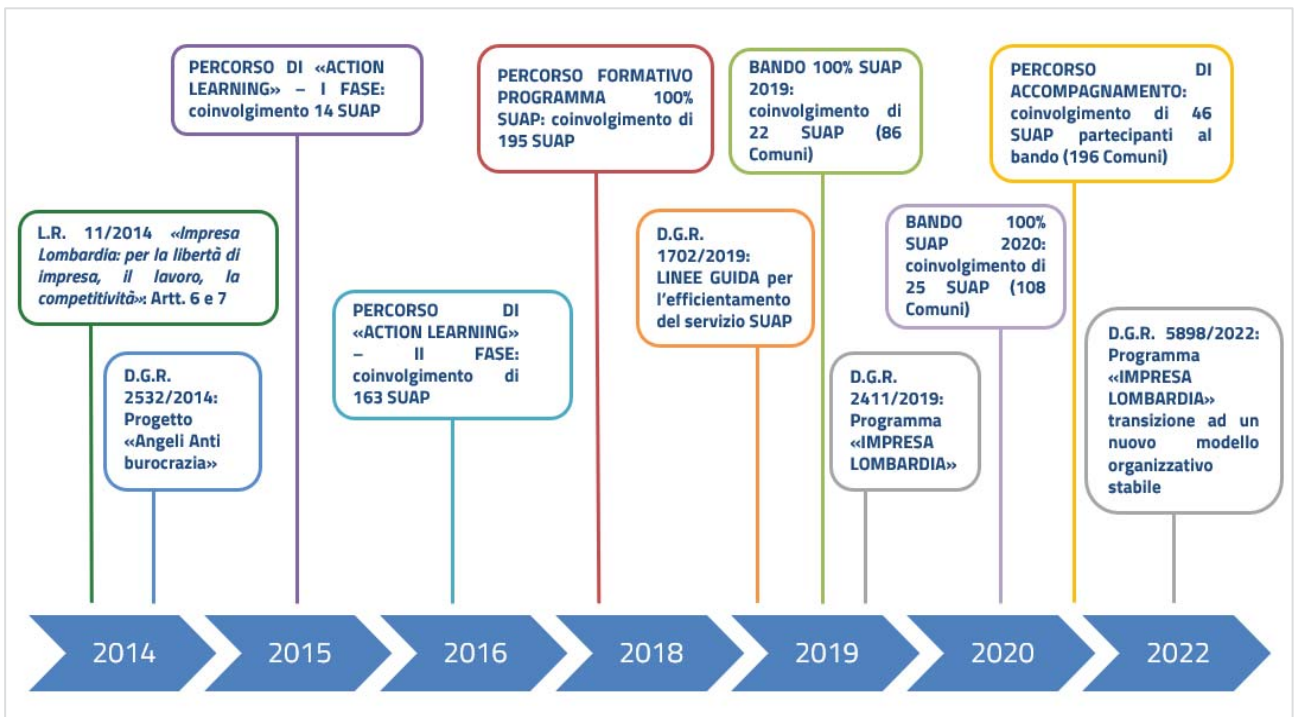 PERCORSO DI «ACTION
LEARNING» – I FASE:
coinvolgimento 14 SUAP
PERCORSO FORMATIVO
PROGRAMMA 100%
SUAP: coinvolgimento di
195 SUAP
BANDO 100% SUAP
2019:
coinvolgimento di
22 SUAP (86
Comuni)
PERCORSO DI
ACCOMPAGNAMENTO:
coinvolgimento di 46
SUAP partecipanti al
bando (196 Comuni)
L.R. 11/2014 «Impresa
Lombardia: per la libertà di
impresa, il lavoro, la
competitività»: Artt. 6 e 7
D.G.R.
1702/2019:
LINEE GUIDA per
l'efficientamento
del servizio SUAP
BANDO 100%
SUAP 2020:
coinvolgimento di
25 SUAP (108
Comuni)
PERCORSO DI
«ACTION LEARNING»
– II FASE:
coinvolgimento di
163 SUAP
D.G.R.
2532/2014:
Progetto
«Angeli Anti
burocrazia»
D.G.R.
2411/2019:
Programma
«IMPRESA
LOMBARDIA»
D.G.R. 5898/2022:
Programma
«IMPRESA
LOMBARDIA»
transizione ad un
nuovo modello
organizzativo
stabile
2014
2015
2016
2018
2019
2020
2022